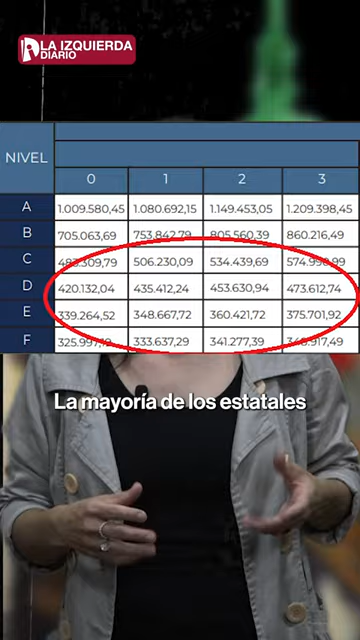 LA IZQUIERDA
DIARIO
NIVEL
0 1 2 3
A 1.009.580,45 1.080.692,15 1.149.453,05 1.209.398,45
B 705.063,69 753.842,79 805.560,39 860.216,49
C 506.230,09 534.439,69
D 420.132,04 435.412,24 453.630,94 473.612,74
E 339.264,52 348.667,72 360.421,72 375.701,92
F 333.637,29 341.277,39
La mayoría de los estatales